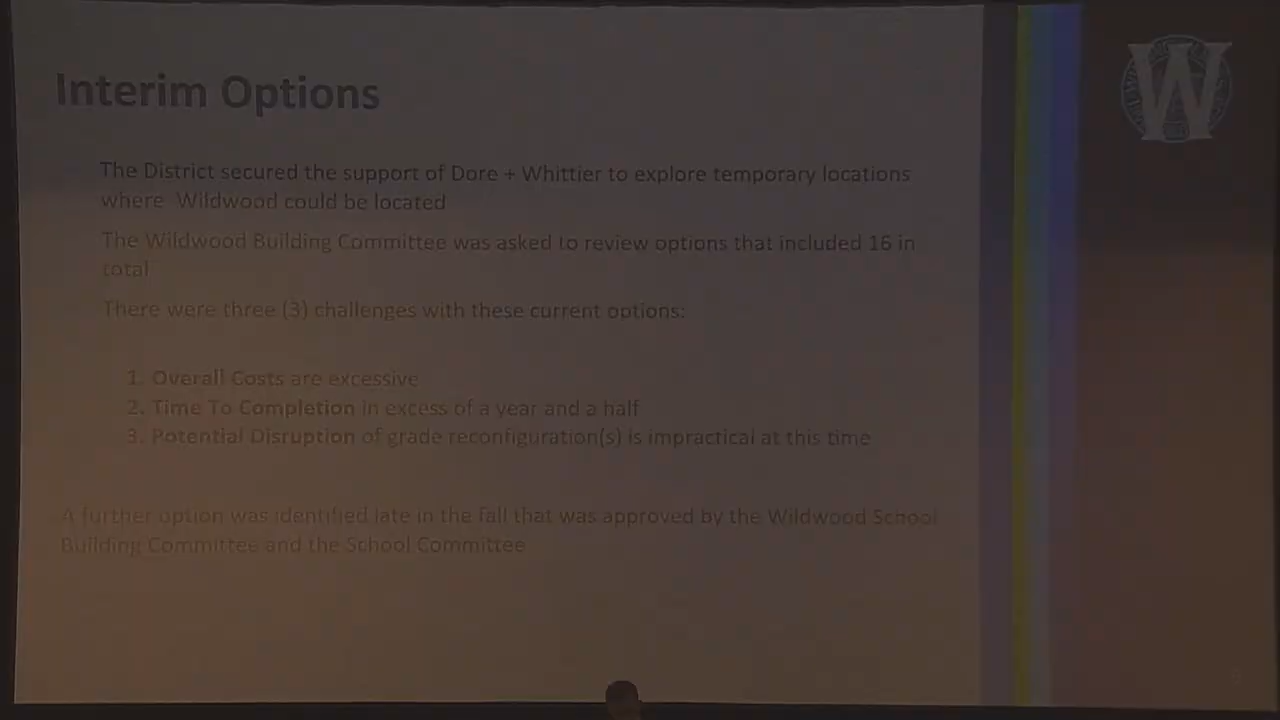 Interim Options
W
The District secured the support of Dore + Whittier to explore temporary locations
where Wildwood could be located
The Wildwood Building Committee was asked to review options that included 16 in
total
There were three (3) challenges with these current options:
1. Overall Costs are excessive
2. Time To Completion in excess of a year and a half
3. Potential Disruption of grade reconfiguration(s) is impractical at this time
A further option was identified late in the fall that was approved by the Wildwood School
Building Committee and the School Committee